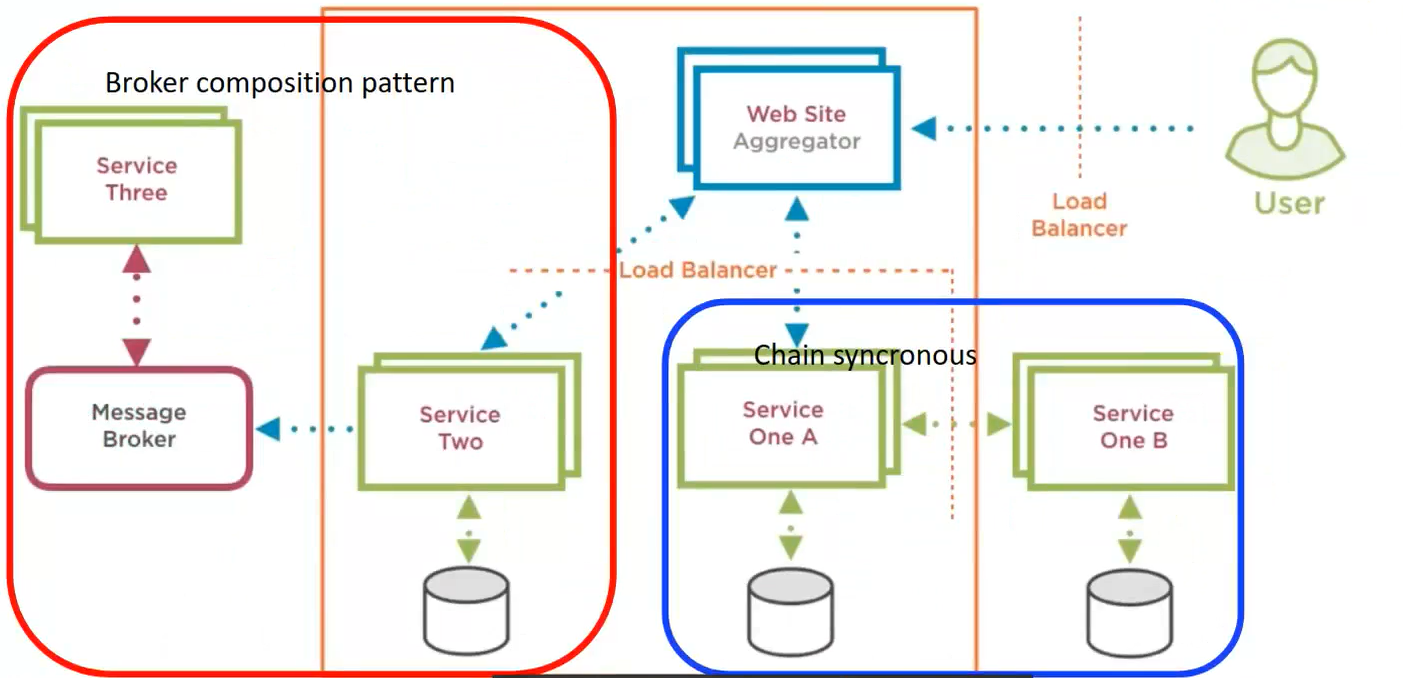 Broker composition pattern
Web Site
Aggregator
Service
Three
Load
Balancer
User
Load Balancer
Chain syncronous
Message
Broker
Service
Two
Service
One A
Service
One B